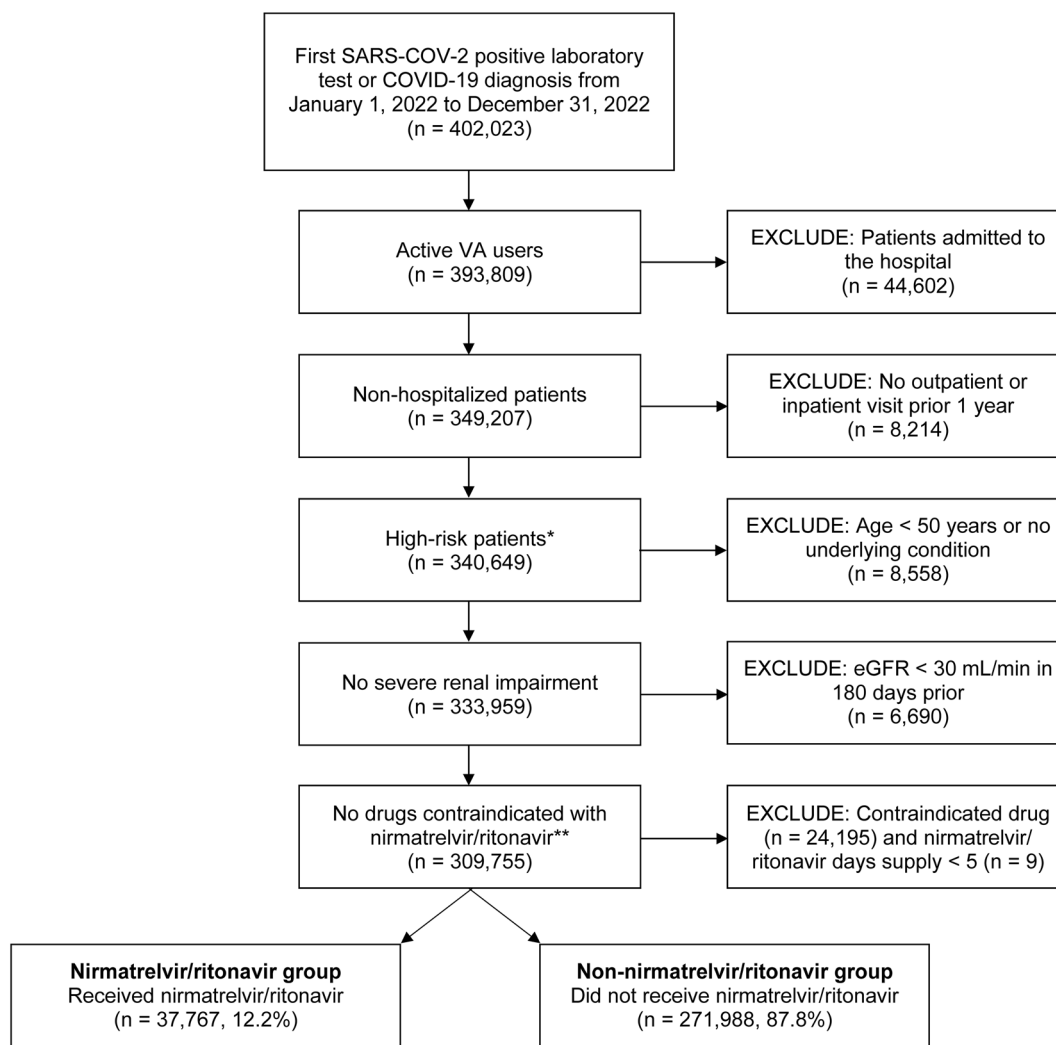 First SARS-COV-2 positive laboratory
test or COVID-19 diagnosis from
January 1, 2022 to December 31, 2022
(n = 402,023)
Active VA users
(n = 393,809)
EXCLUDE: Patients admitted to
the hospital
(n = 44,602)
Non-hospitalized patients
(n = 349,207)
EXCLUDE: No outpatient or
inpatient visit prior 1 year
(n = 8,214)
High-risk patients*
(n = 340,649)
EXCLUDE: Age < 50 years or no
underlying condition
(n = 8,558)
No severe renal impairment
(n = 333,959)
EXCLUDE: eGFR < 30 mL/min in
180 days prior
(n = 6,690)
No drugs contraindicated with
nirmatrelvir/ritonavir**
(n = 309,755)
EXCLUDE: Contraindicated drug
(n = 24,195) and nirmatrelvir/
ritonavir days supply < 5 (n = 9)
Nirmatrelvir/ritonavir group
Received nirmatrelvir/ritonavir
(n = 37,767, 12.2%)
Non-nirmatrelvir/ritonavir group
Did not receive nirmatrelvir/ritonavir
(n = 271,988, 87.8%)